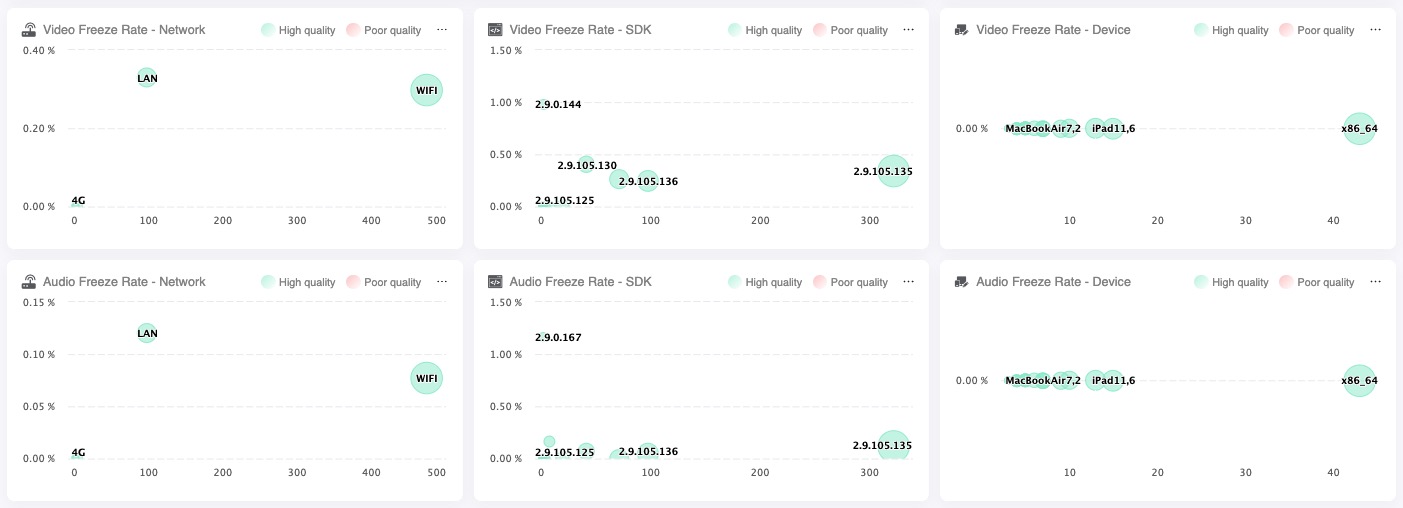 Video Freeze Rate - Network
High quality
Poor quality
...
0.40 %
LAN
WIFI
0.20 %
4G
0.00 %
0 100 200 300 400 500
Video Freeze Rate - SDK
High quality
Poor quality
...
1.50 %
1.00 %
2.9.0.144
0.50 %
2.9.105.130
2.9.105.135
2.9.105.136
2.9.105.125
0.00 %
0 100 200 300
Video Freeze Rate - Device
High quality
Poor quality
...
0.00 %
MacBookAir7,2
iPad11,6
x86_64
10 20 30 40
Audio Freeze Rate - Network
High quality
Poor quality
...
0.15 %
LAN
0.10 %
WIFI
0.05 %
4G
0.00 %
0 100 200 300 400 500
Audio Freeze Rate - SDK
High quality
Poor quality
...
1.50 %
2.9.0.167
1.00 %
0.50 %
2.9.105.135
2.9.105.125
2.9.105.136
0.00 %
0 100 200 300
Audio Freeze Rate - Device
High quality
Poor quality
...
0.00 %
MacBookAir7,2
iPad11,6
x86_64
10 20 30 40